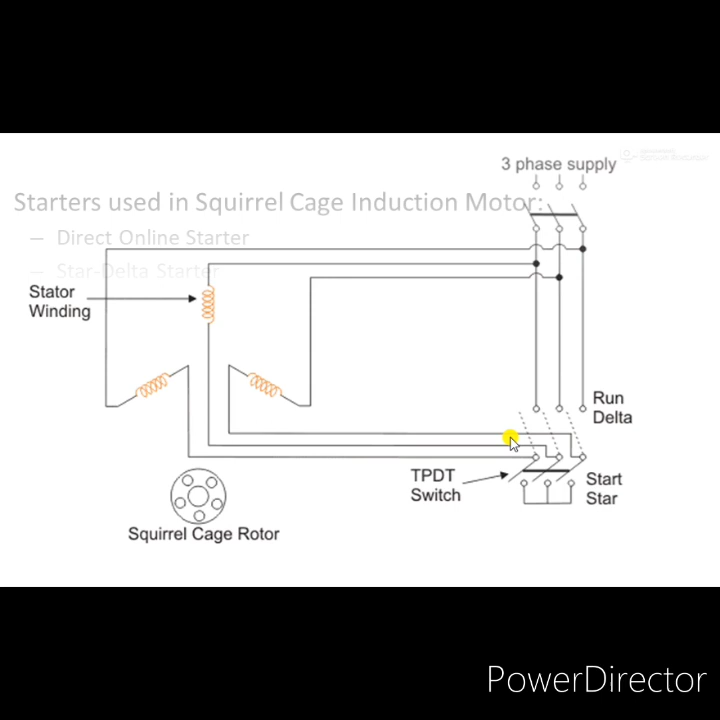 3 phase supply
Starters used in Squirrel Cage Induction Motor:
– Direct Online Starter
– Star-Delta Starter
Stator
Winding
Run
Delta
TPDT
Switch
Start
Star
Squirrel Cage Rotor
PowerDirector